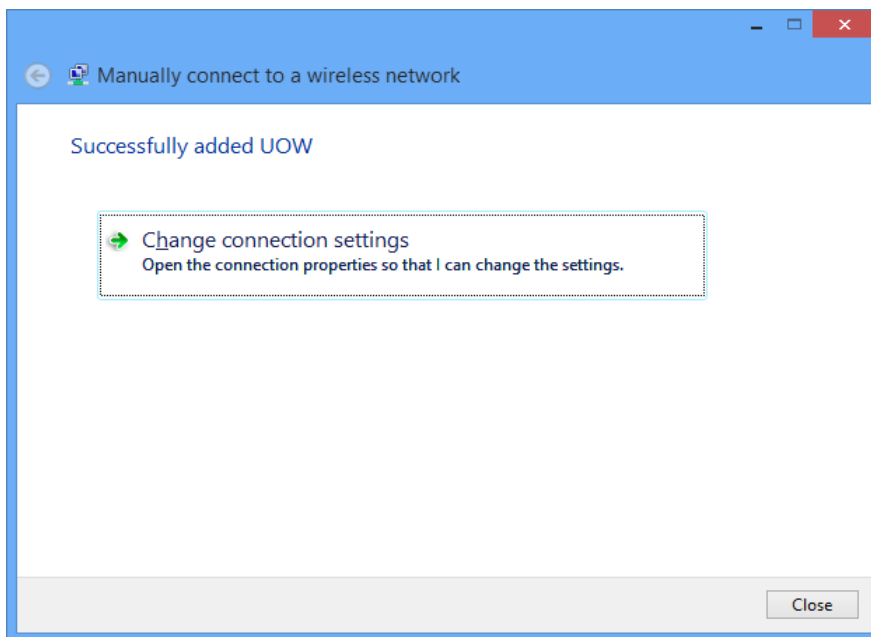 Manually connect to a wireless network
Successfully added UOW
Change connection settings
Open the connection properties so that I can change the settings.
Close